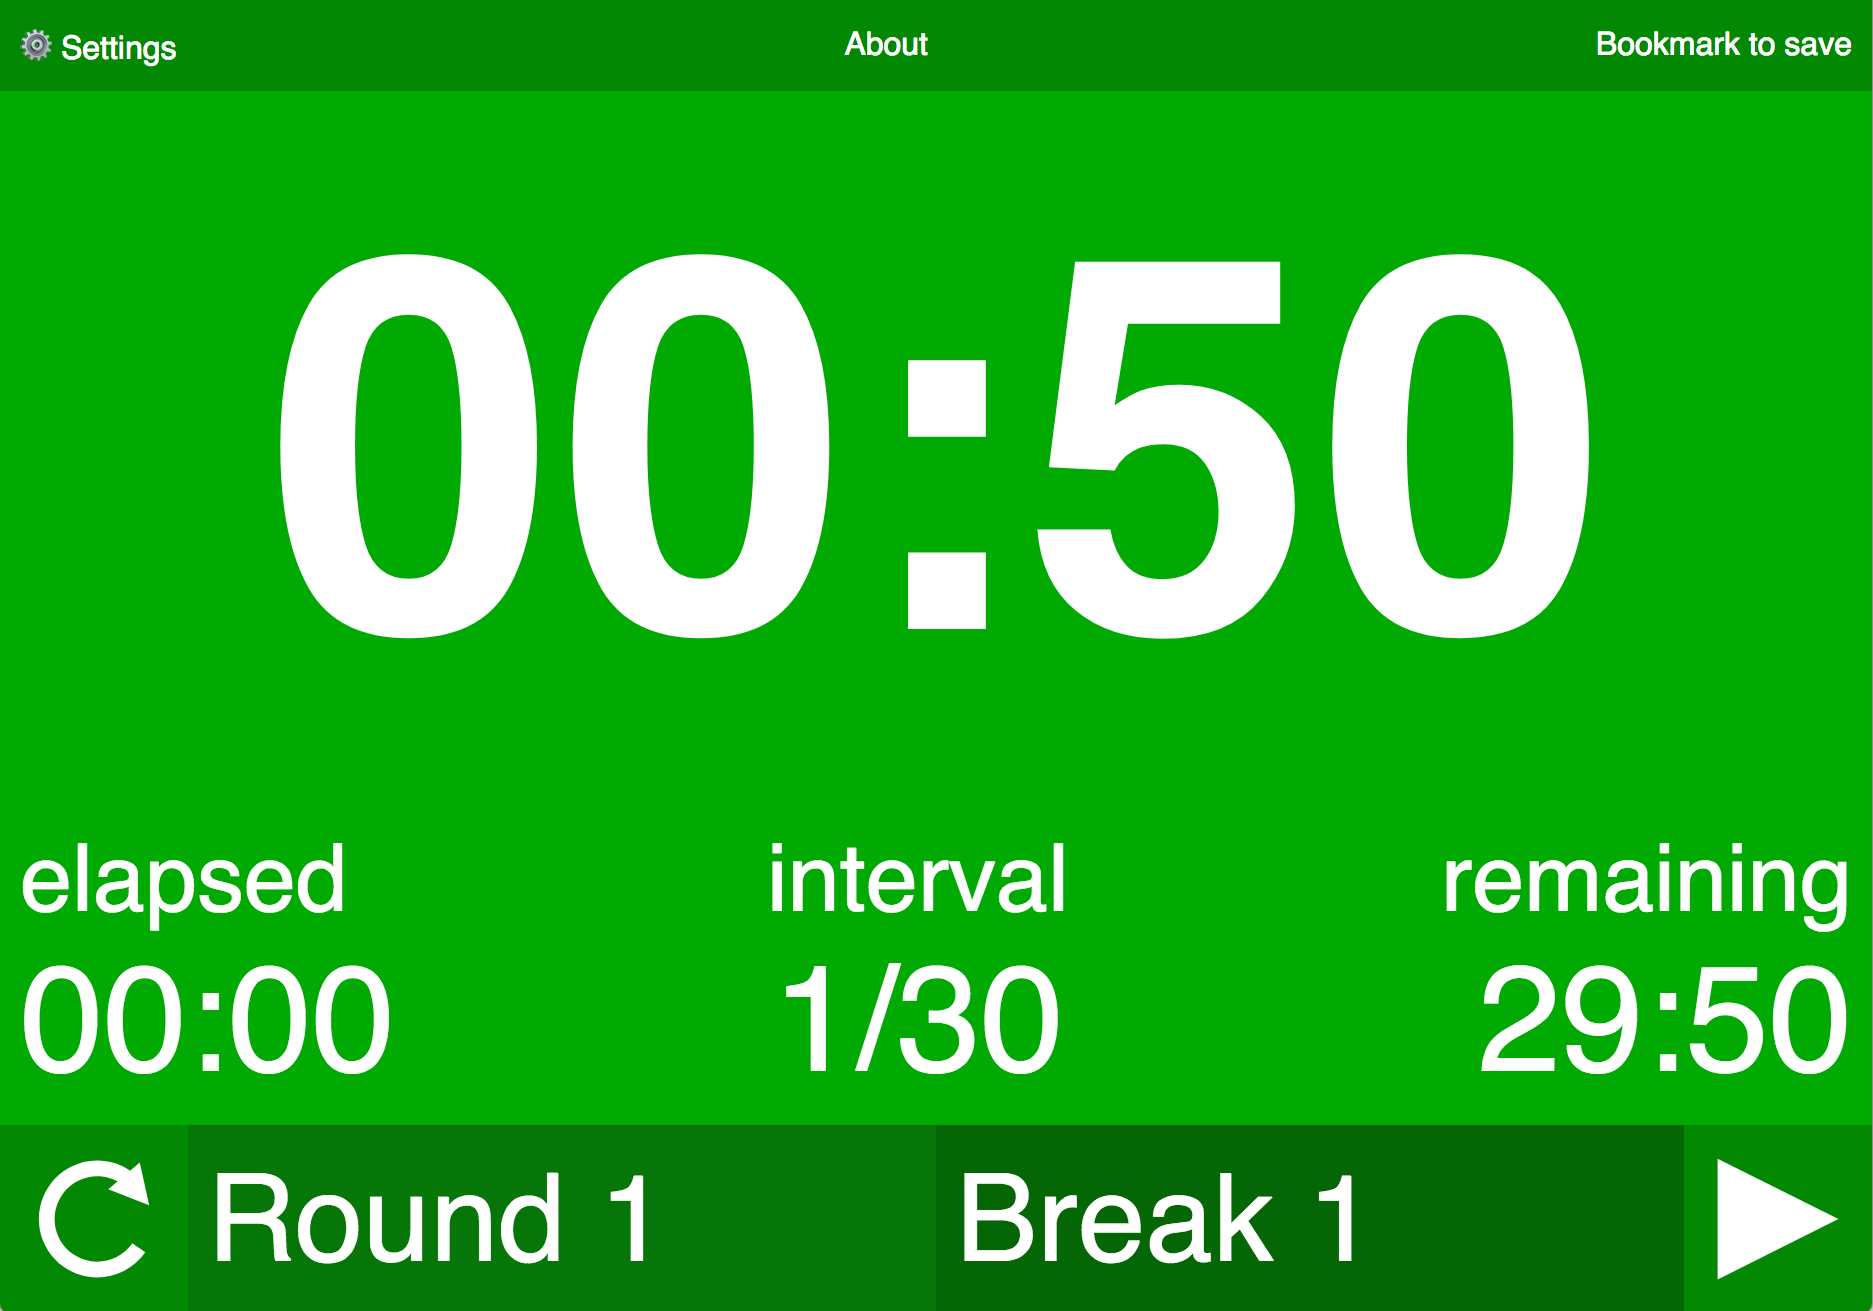 Settings
About
Bookmark to save
00:50
elapsed
interval
remaining
00:00
1/30
29:50
Round 1
Break 1